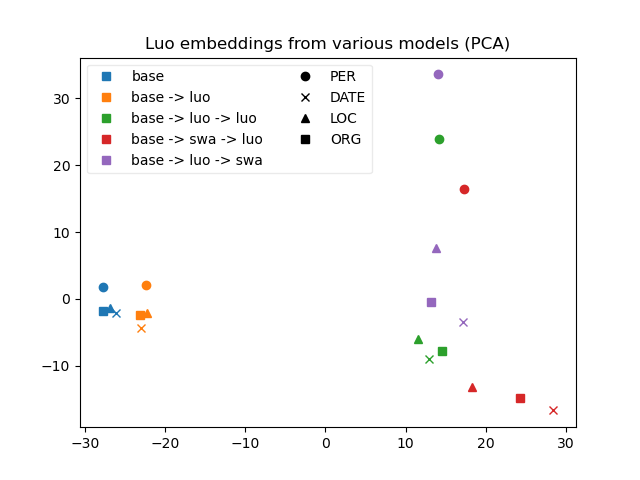 Luo embeddings from various models (PCA)
base
base -> luo
base -> luo -> luo
base -> swa -> luo
base -> luo -> swa
PER
DATE
LOC
ORG
30
20
10
0
−10
−30
−20
−10
0
10
20
30